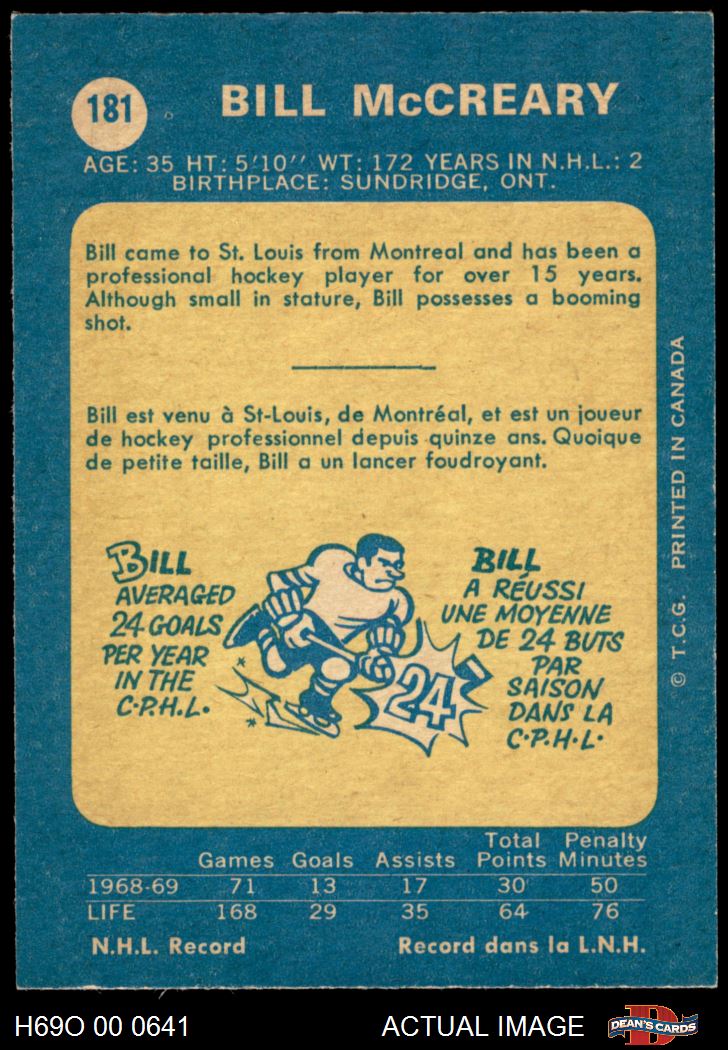 181
BILL McCREARY
AGE: 35 HT: 5'10'' WT: 172 YEARS IN N.H.L.: 2
BIRTHPLACE: SUNDRIDGE, ONT.
Bill came to St. Louis from Montreal and has been a
professional hockey player for over 15 years.
Although small in stature, Bill possesses a booming
shot.
Bill est venu à St-Louis, de Montréal, et est un joueur
de hockey professionnel depuis quinze ans. Quoique
de petite taille, Bill a un lancer foudroyant.
BILL
AVERAGED
24 GOALS
PER YEAR
IN THE
C.P.H.L.
24
BILL
A RÉUSSI
UNE MOYENNE
DE 24 BUTS
PAR
SAISON
DANS LA
C.P.H.L.
© T.C.G. PRINTED IN CANADA
Games Goals Assists Total Points Penalty Minutes
1968-69 71 13 17 30 50
LIFE 168 29 35 64 76
N.H.L. Record Record dans la L.N.H.
H69O 00 0641 ACTUAL IMAGE
D
DEAN'S CARDS